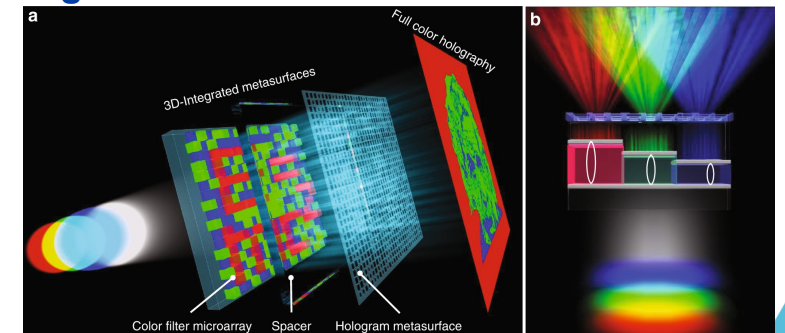 a
3D-Integrated metasurfaces
Full color holography
Color filter microarray
Spacer
Hologram metasurface
b